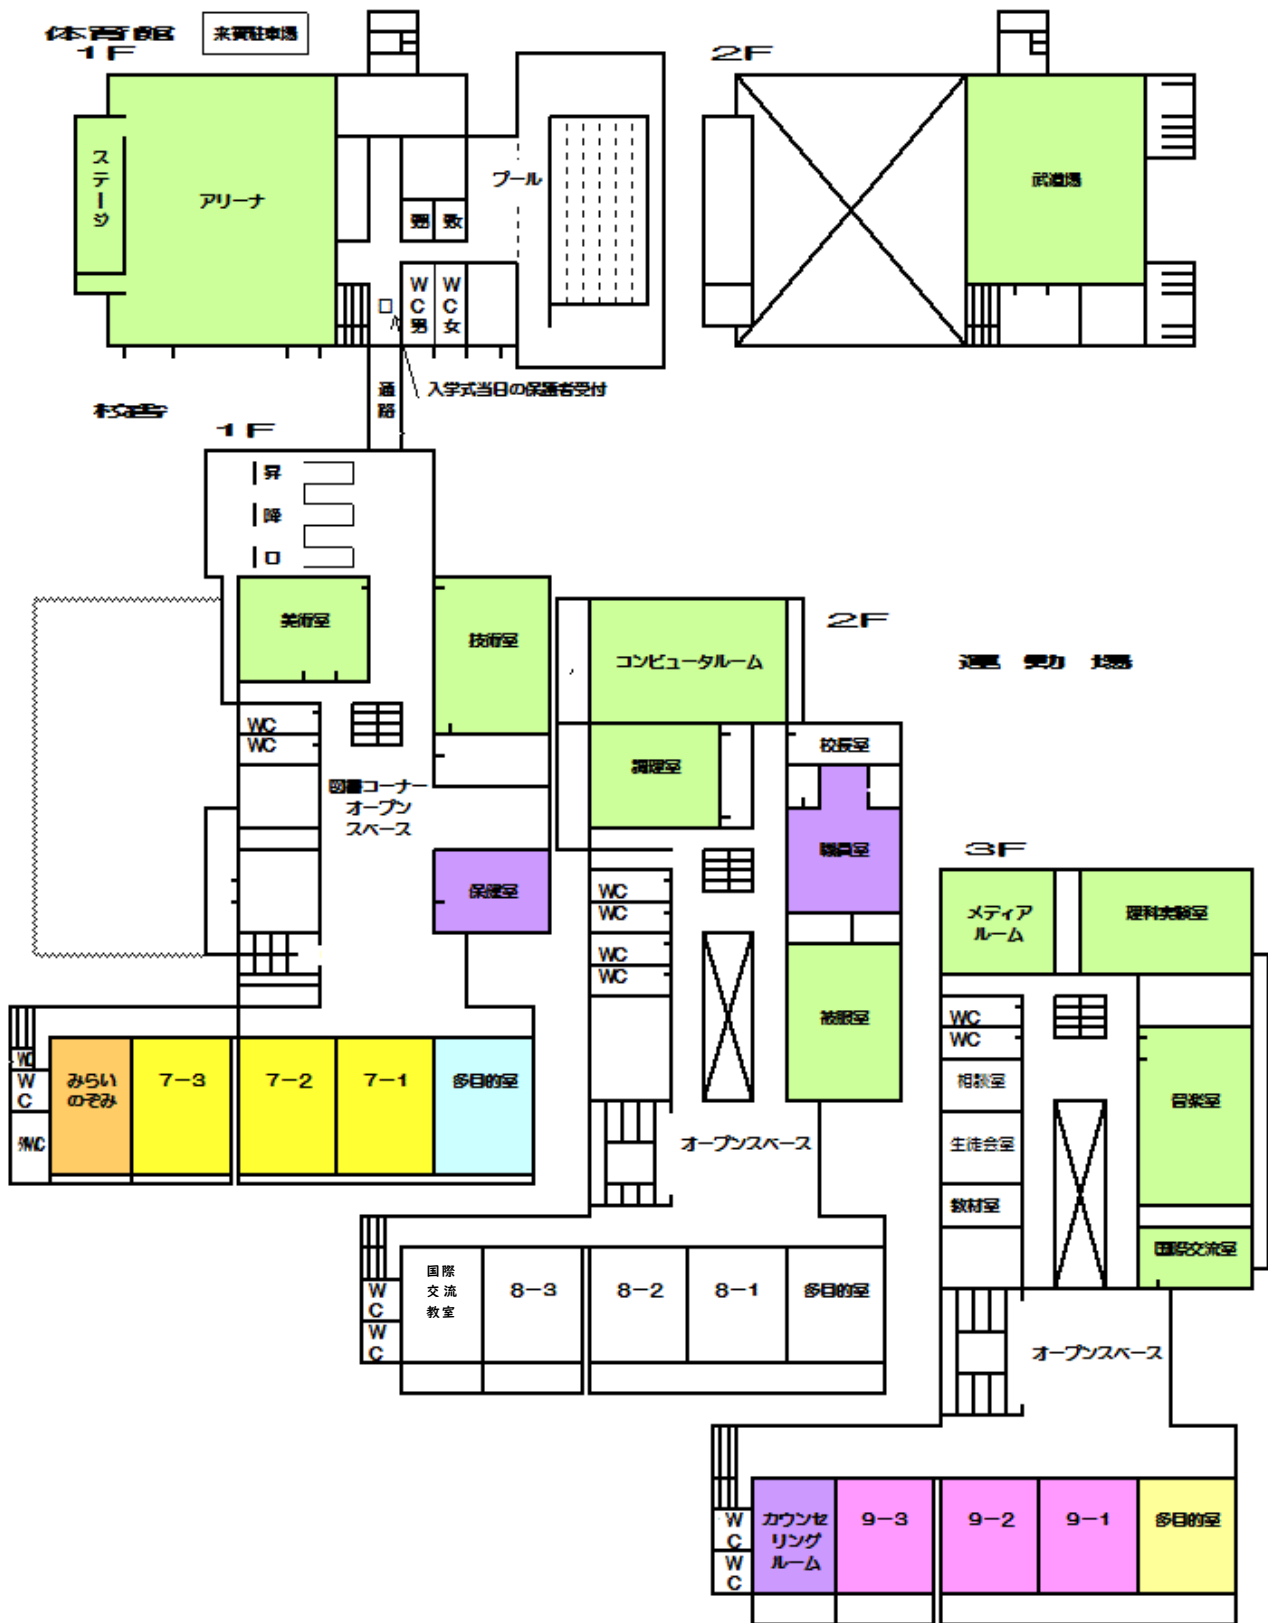 体育館
1F
来賓駐車場
2F
ステージ
アリーナ
プール
武道場
WC男
WC女
通路
入学式当日の保護者受付
校舎
1F
昇
降
口
美術室
技術室
コンピュータルーム
2F
運動場
WC
WC
図書コーナー
オープン
スペース
調理室
校長室
職員室
保健室
3F
WC
WC
WC
WC
メディア
ルーム
理科実験室
被服室
WC
WC
相談室
音楽室
生徒会室
教材室
国際交流室
WC
WC
外WC
みらい
のぞみ
7-3
7-2
7-1
多目的室
オープンスペース
国際
交流
教室
8-3
8-2
8-1
多目的室
WC
WC
オープンスペース
カウンセ
リング
ルーム
9-3
9-2
9-1
多目的室
WC
WC